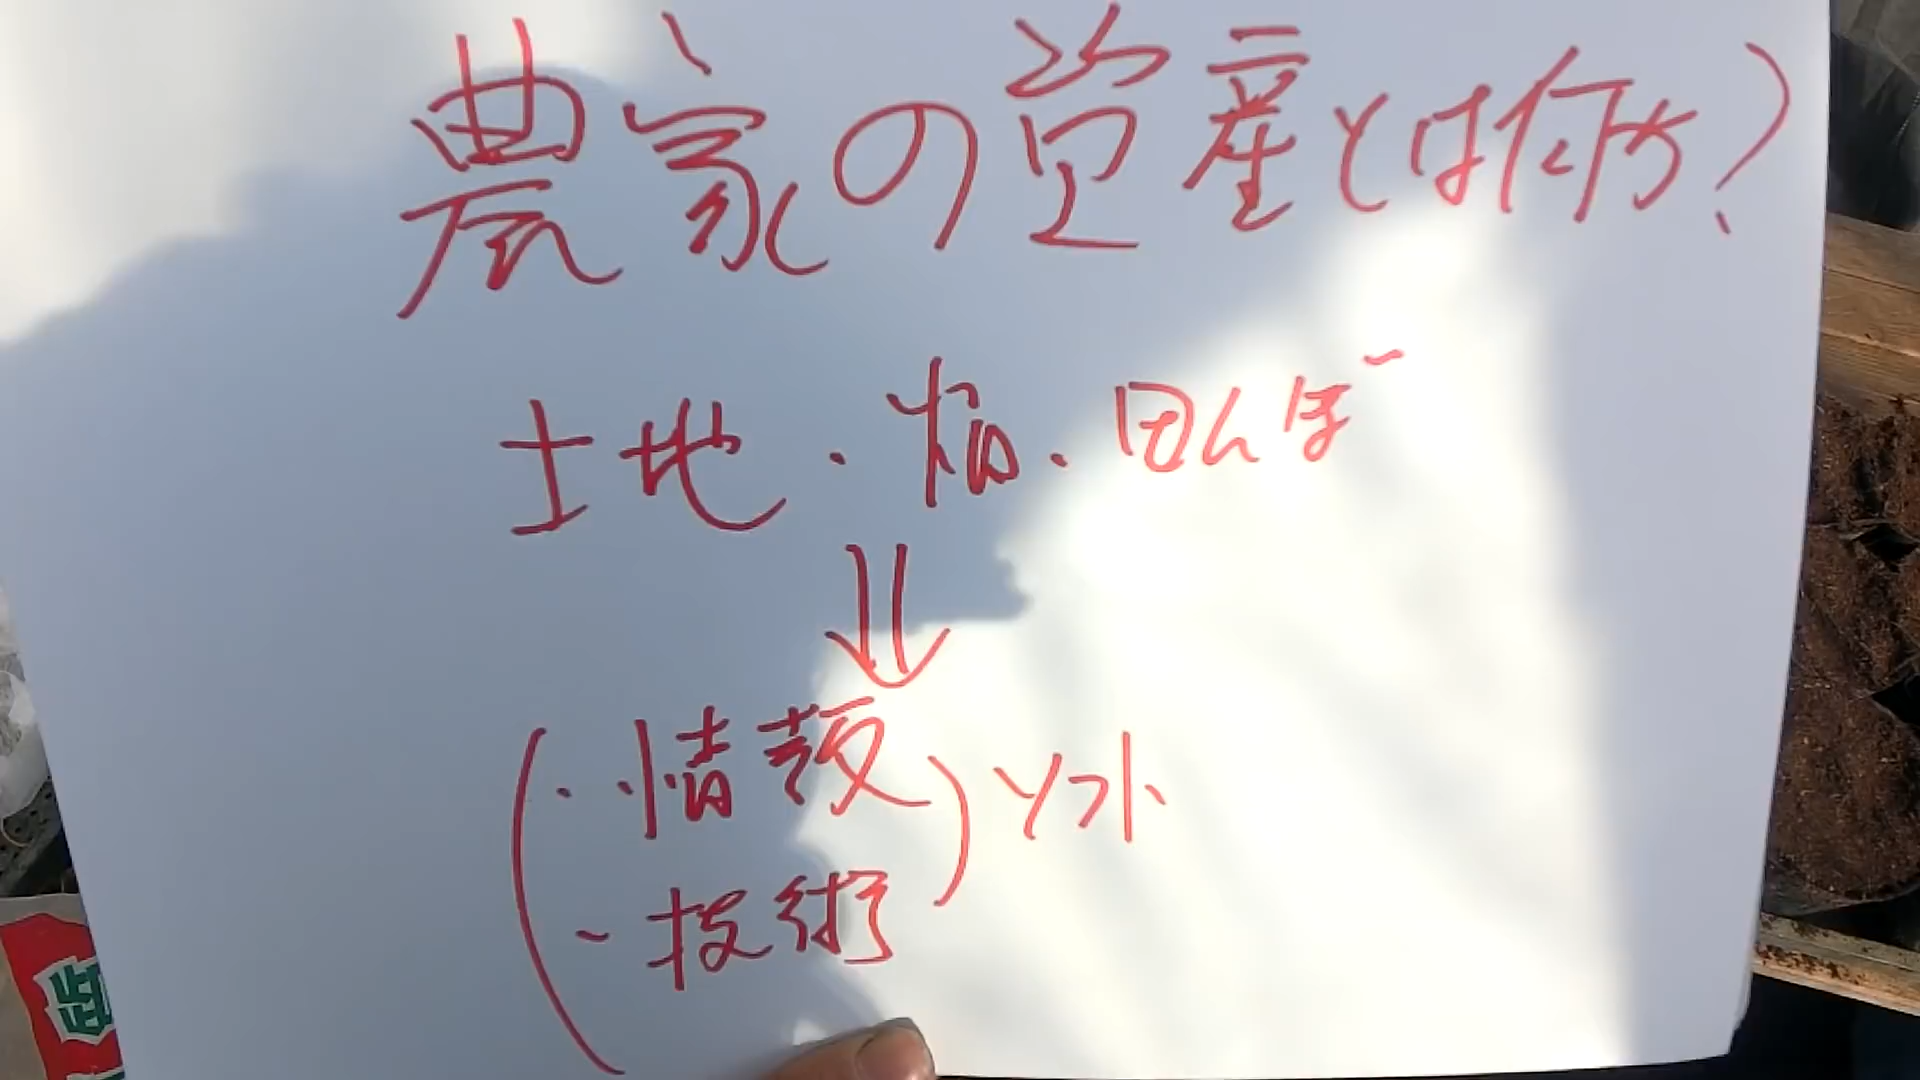 農家の資産とは何か?
土地・畑・田んぼ
⇓
・情報
ソフト
・技術